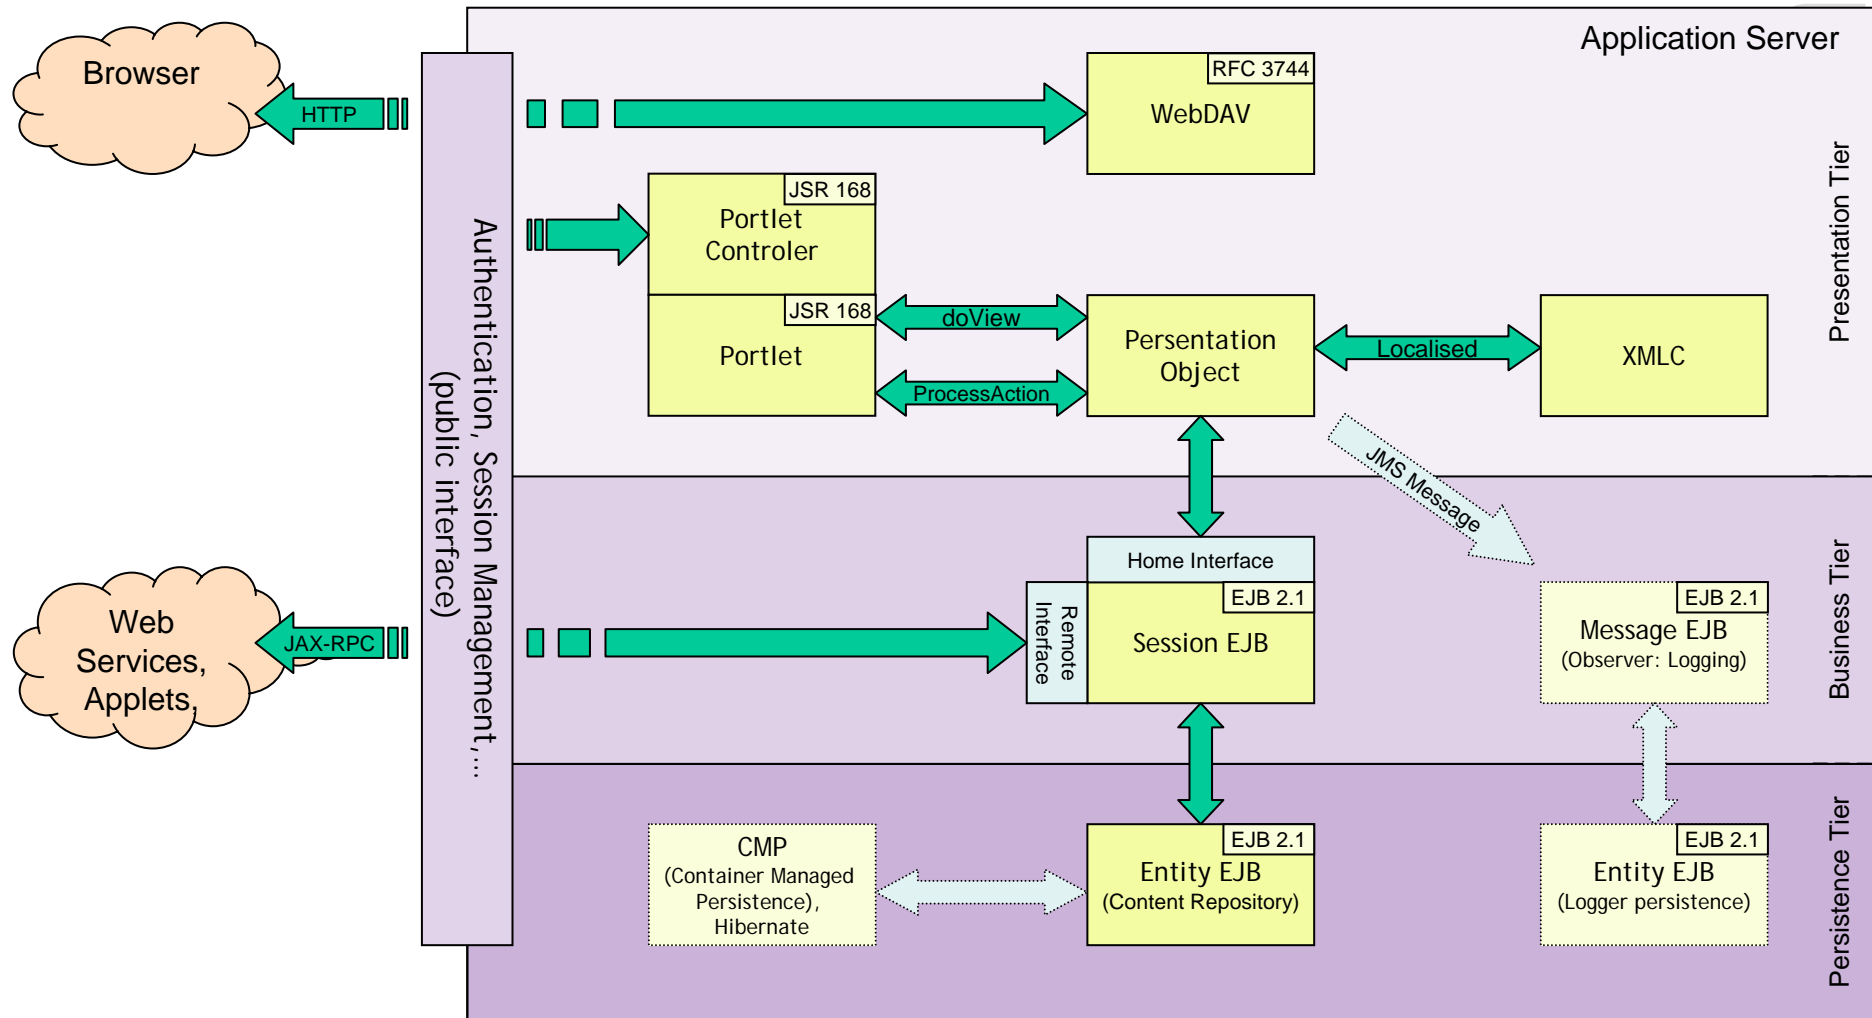 Application Server
Browser
HTTP
RFC 3744
WebDAV
JSR 168
Portlet
Controler
JSR 168
Portlet
doView
ProcessAction
Persentation
Object
Localised
XMLC
Presentation Tier
Authentication, Session Management,...
(public interface)
JMS Message
Home Interface
Remote
Interface
EJB 2.1
Session EJB
EJB 2.1
Message EJB
(Observer: Logging)
Business Tier
Web
Services,
Applets,
JAX-RPC
CMP
(Container Managed
Persistence),
Hibernate
EJB 2.1
Entity EJB
(Content Repository)
EJB 2.1
Entity EJB
(Logger persistence)
Persistence Tier